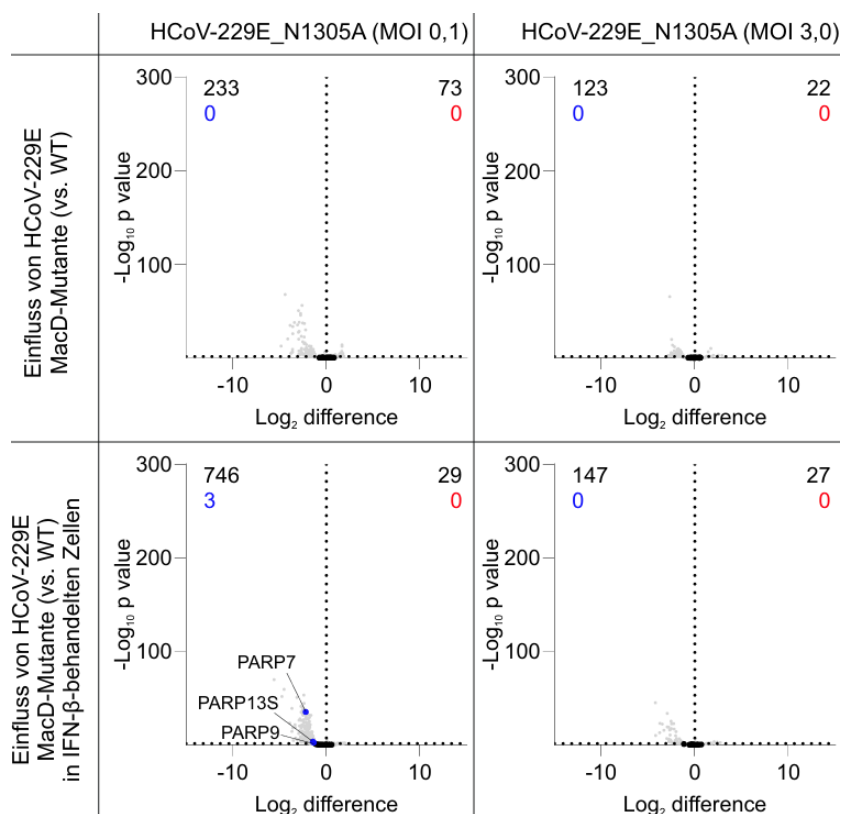 HCoV-229E_N1305A (MOI 0,1)
HCoV-229E_N1305A (MOI 3,0)
Einfluss von HCoV-229E
MacD-Mutante (vs. WT)
300
200
100
-Log₁₀ p value
233
0
73
0
-10
0
10
Log₂ difference
300
200
100
-Log₁₀ p value
123
0
22
0
-10
0
10
Log₂ difference
Einfluss von HCoV-229E
MacD-Mutante (vs. WT)
in IFN-β-behandelten Zellen
300
200
100
-Log₁₀ p value
746
3
29
0
PARP7
PARP13S
PARP9
-10
0
10
Log₂ difference
300
200
100
-Log₁₀ p value
147
0
27
0
-10
0
10
Log₂ difference